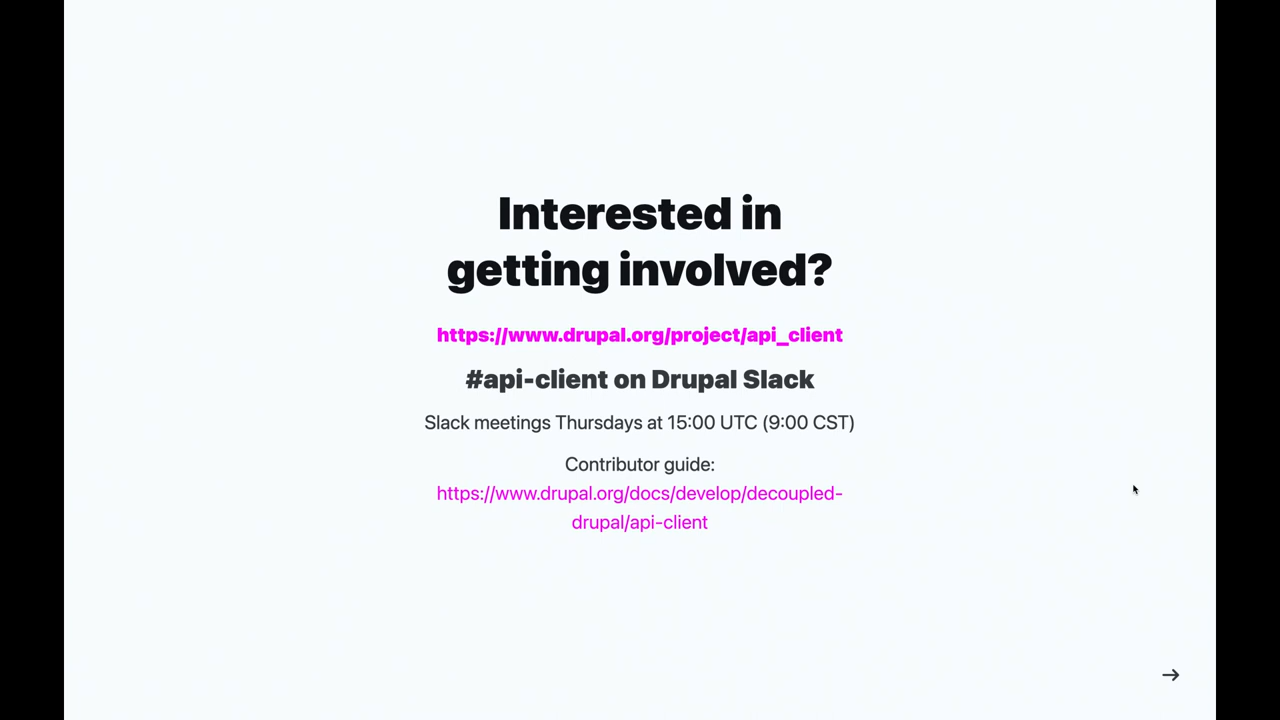 Interested in
getting involved?
https://www.drupal.org/project/api_client
#api-client on Drupal Slack
Slack meetings Thursdays at 15:00 UTC (9:00 CST)
Contributor guide:
https://www.drupal.org/docs/develop/decoupled-
drupal/api-client